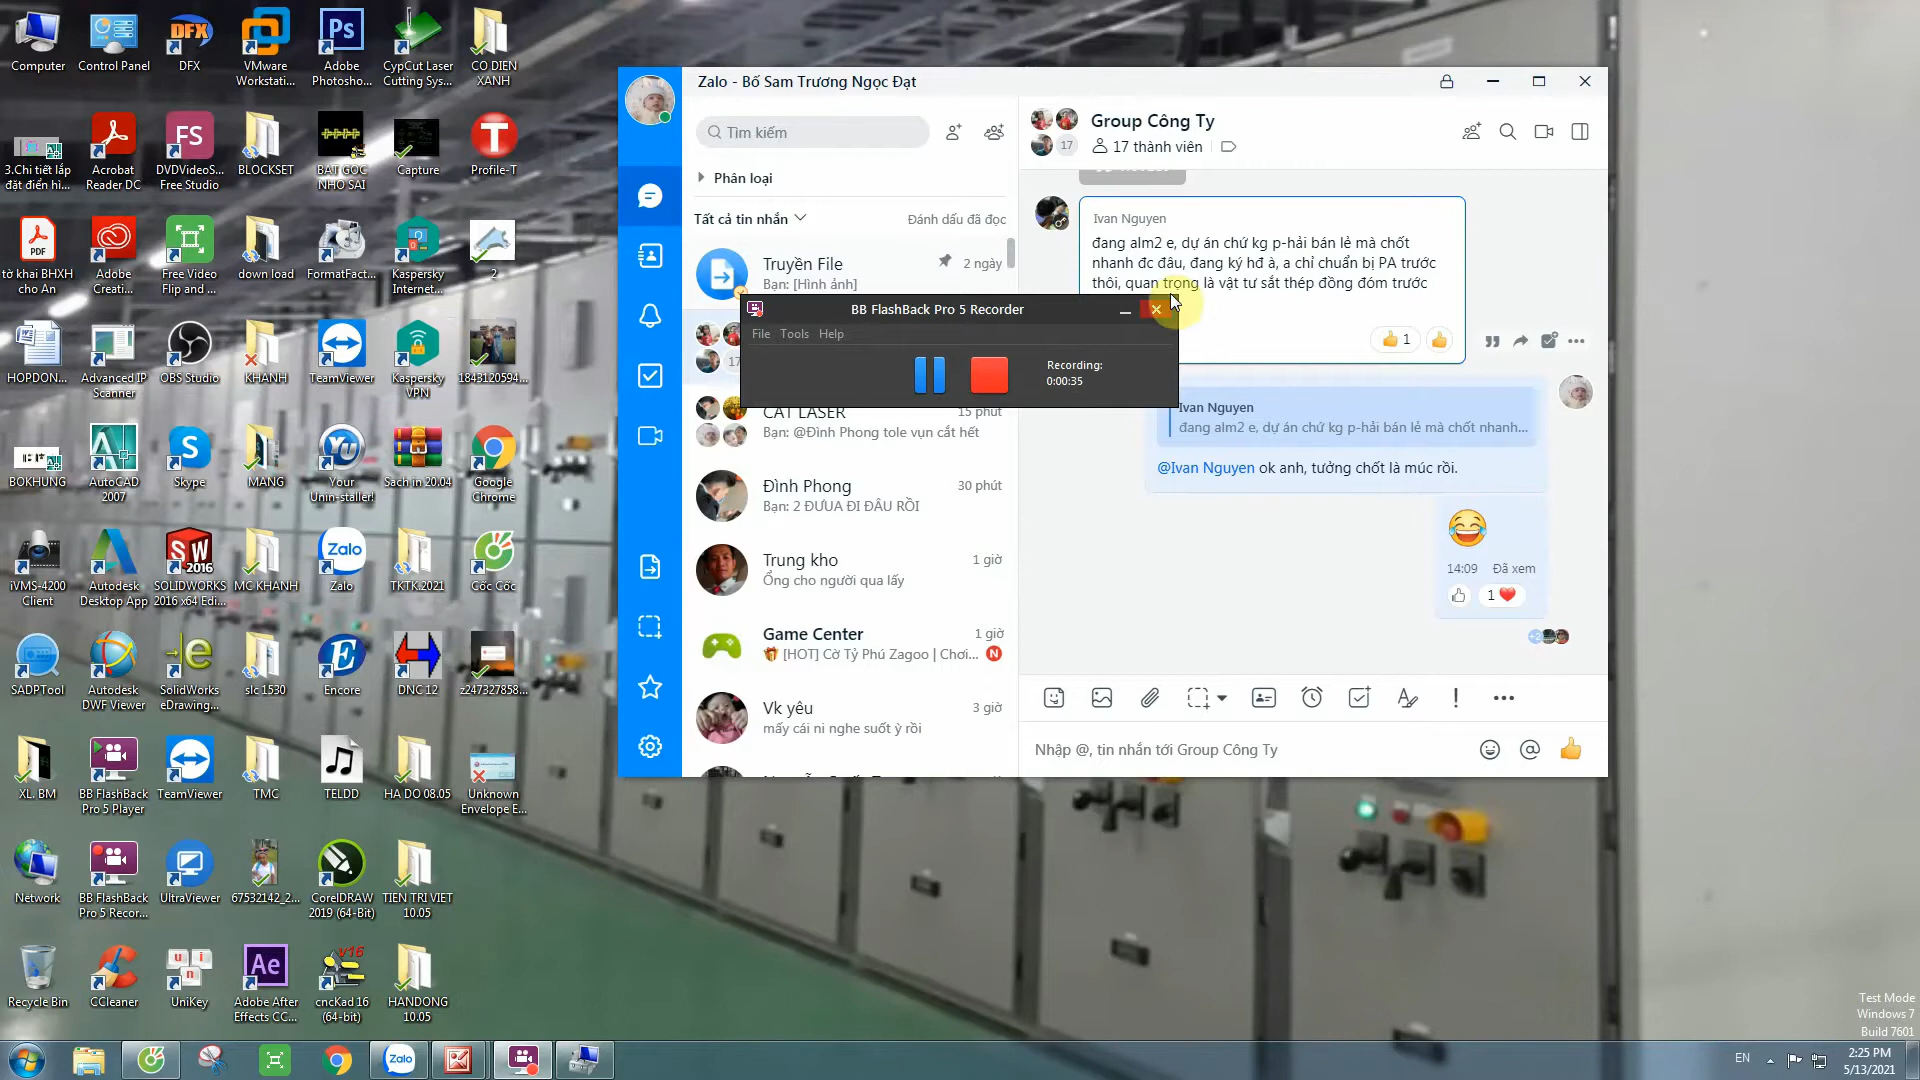 Computer
Control Panel
DFX
VMware
Workstati...
Adobe
Photosho...
CypCut Laser
Cutting Sys...
CO DIEN
XANH
3.Chi tiết lắp
đặt điển hì...
Acrobat
Reader DC
DVDVideoS...
Free Studio
BLOCKSET
BAT GOC
NHO SAI
Capture
Profile-T
tờ khai BHXH
cho An
Adobe
Creati...
Free Video
Flip and ...
down load
FormatFact...
Kaspersky
Internet...
2
HOPDON...
Advanced IP
Scanner
OBS Studio
KHANH
TeamViewer
Kaspersky
VPN
1843120594...
BOKHUNG
AutoCAD
2007
Skype
MANG
Your
Unin-staller!
Sach in 20.04
Google
Chrome
iVMS-4200
Client
Autodesk
Desktop App
SOLIDWORKS
2016 x64 Edi...
MC KHANH
Zalo
TKTK.2021
Cốc Cốc
SADPTool
Autodesk
DWF Viewer
SolidWorks
eDrawing...
slc 1530
Encore
DNC 12
z247327858...
XL. BM
BB FlashBack
Pro 5 Player
TeamViewer
TMC
TELDD
HA DO 08.05
Unknown
Envelope E...
Network
BB FlashBack
Pro 5 Recor...
UltraViewer
67532142_2...
CorelDRAW
2019 (64-Bit)
TIEN TRI VIET
10.05
Recycle Bin
CCleaner
UniKey
Adobe After
Effects CC...
cncKad 16
(64-bit)
HANDONG
10.05
Zalo - Bố Sam Trương Ngọc Đạt
Tìm kiếm
Phân loại
Tất cả tin nhắn
Đánh dấu đã đọc
Truyền File
2 ngày
Bạn: [Hình ảnh]
17
CẮT LASER
15 phút
Bạn: @Đình Phong tole vụn cắt hết
Đình Phong
30 phút
Bạn: 2 ĐƯUA ĐI ĐÂU RỒI
Trung kho
1 giờ
Ổng cho người qua lấy
Game Center
1 giờ
[HOT] Cờ Tỷ Phú Zagoo | Chơi...
N
Vk yêu
3 giờ
mấy cái ni nghe suốt ỳ rồi
Group Công Ty
17
17 thành viên
Ivan Nguyen
đang alm2 e, dự án chứ kg p-hải bán lẻ mà chốt
nhanh đc đâu, đang ký hđ à, a chỉ chuẩn bị PA trước
thôi, quan trọng là vật tư sắt thép đồng đóm trước
1
Ivan Nguyen
đang alm2 e, dự án chứ kg p-hải bán lẻ mà chốt nhanh...
@Ivan Nguyen ok anh, tưởng chốt là múc rồi.
14:09
Đã xem
1
+2
Nhập @, tin nhắn tới Group Công Ty
BB FlashBack Pro 5 Recorder
File
Tools
Help
Recording:
0:00:35
Test Mode
Windows 7
Build 7601
EN
2:25 PM
5/13/2021